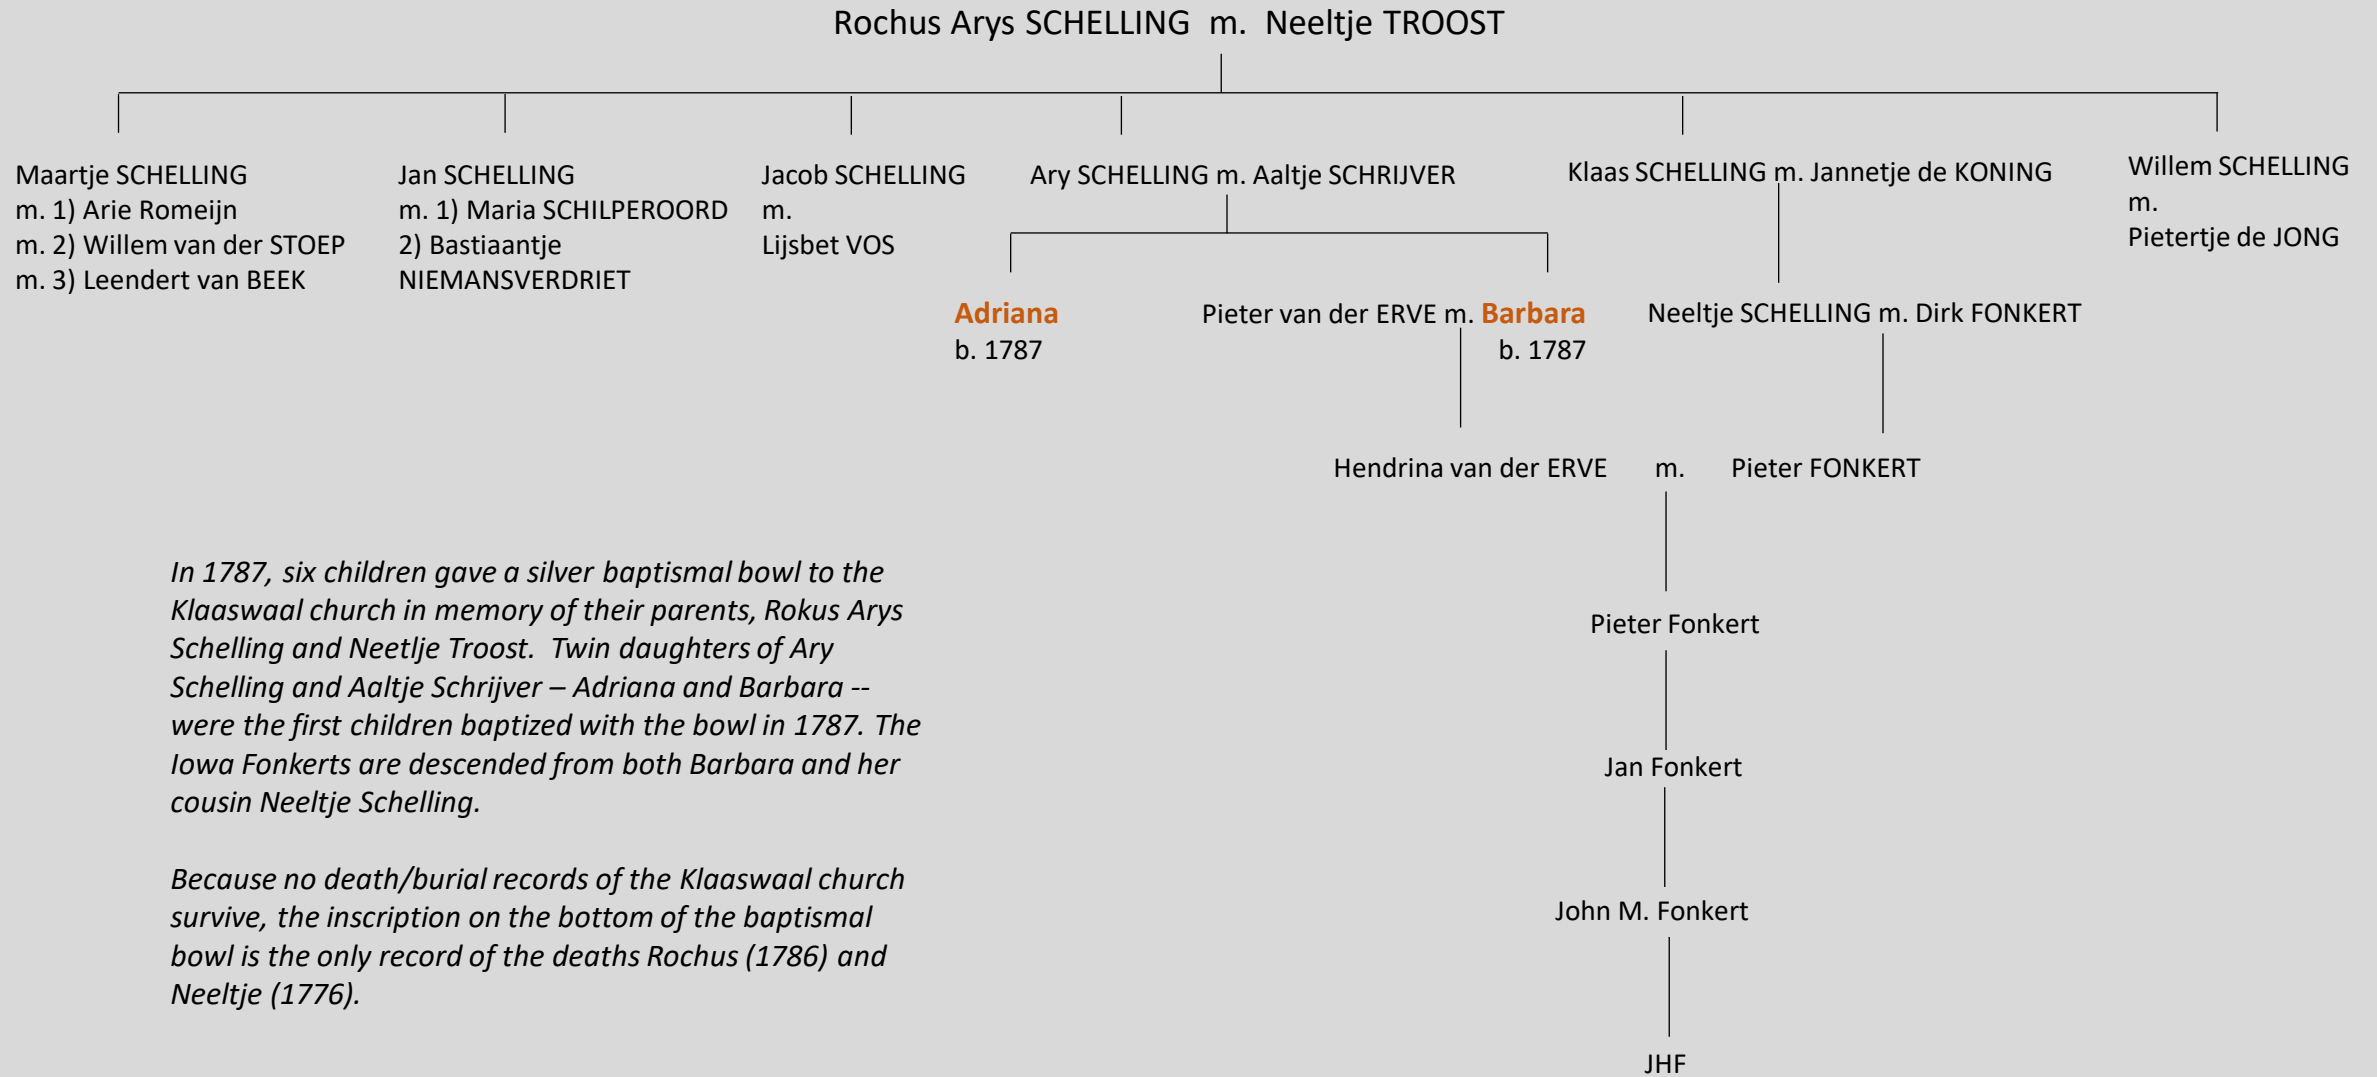 Rochus Arys SCHELLING m. Neeltje TROOST
Maartje SCHELLING
m. 1) Arie Romeijn
m. 2) Willem van der STOEP
m. 3) Leendert van BEEK
Jan SCHELLING
m. 1) Maria SCHILPEROORD
2) Bastiaantje
NIEMANSVERDRIET
Jacob SCHELLING
m.
Lijsbet VOS
Ary SCHELLING m. Aaltje SCHRIJVER
Klaas SCHELLING m. Jannetje de KONING
Willem SCHELLING
m.
Pietertje de JONG
Adriana
b. 1787
Pieter van der ERVE m. Barbara
b. 1787
Neeltje SCHELLING m. Dirk FONKERT
Hendrina van der ERVE m. Pieter FONKERT
Pieter Fonkert
Jan Fonkert
John M. Fonkert
JHF
In 1787, six children gave a silver baptismal bowl to the
Klaaswaal church in memory of their parents, Rokus Arys
Schelling and Neetlje Troost. Twin daughters of Ary
Schelling and Aaltje Schrijver – Adriana and Barbara --
were the first children baptized with the bowl in 1787. The
Iowa Fonkerts are descended from both Barbara and her
cousin Neeltje Schelling.
Because no death/burial records of the Klaaswaal church
survive, the inscription on the bottom of the baptismal
bowl is the only record of the deaths Rochus (1786) and
Neeltje (1776).